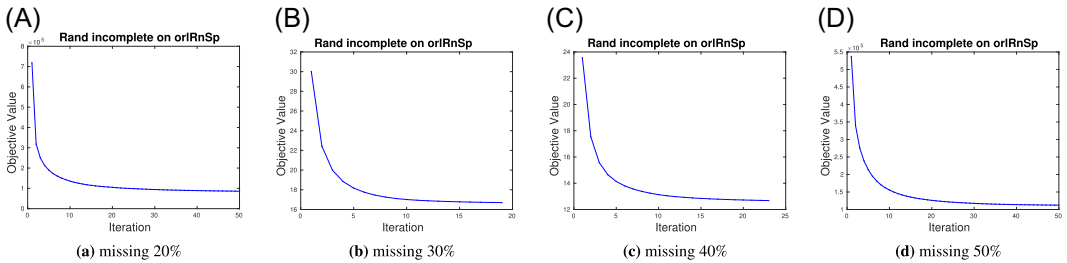 (A)
Rand incomplete on orlRnSp
×10⁵
8
7
6
5
4
3
2
1
0
0 10 20 30 40 50
Objective Value
Iteration
(a) missing 20%
(B)
Rand incomplete on orlRnSp
32
30
28
26
24
22
20
18
16
0 5 10 15 20
Objective Value
Iteration
(b) missing 30%
(C)
Rand incomplete on orlRnSp
24
22
20
18
16
14
12
0 5 10 15 20 25
Objective Value
Iteration
(c) missing 40%
(D)
Rand incomplete on orlRnSp
×10⁵
5.5
5
4.5
4
3.5
3
2.5
2
1.5
1
0 10 20 30 40 50
Objective Value
Iteration
(d) missing 50%